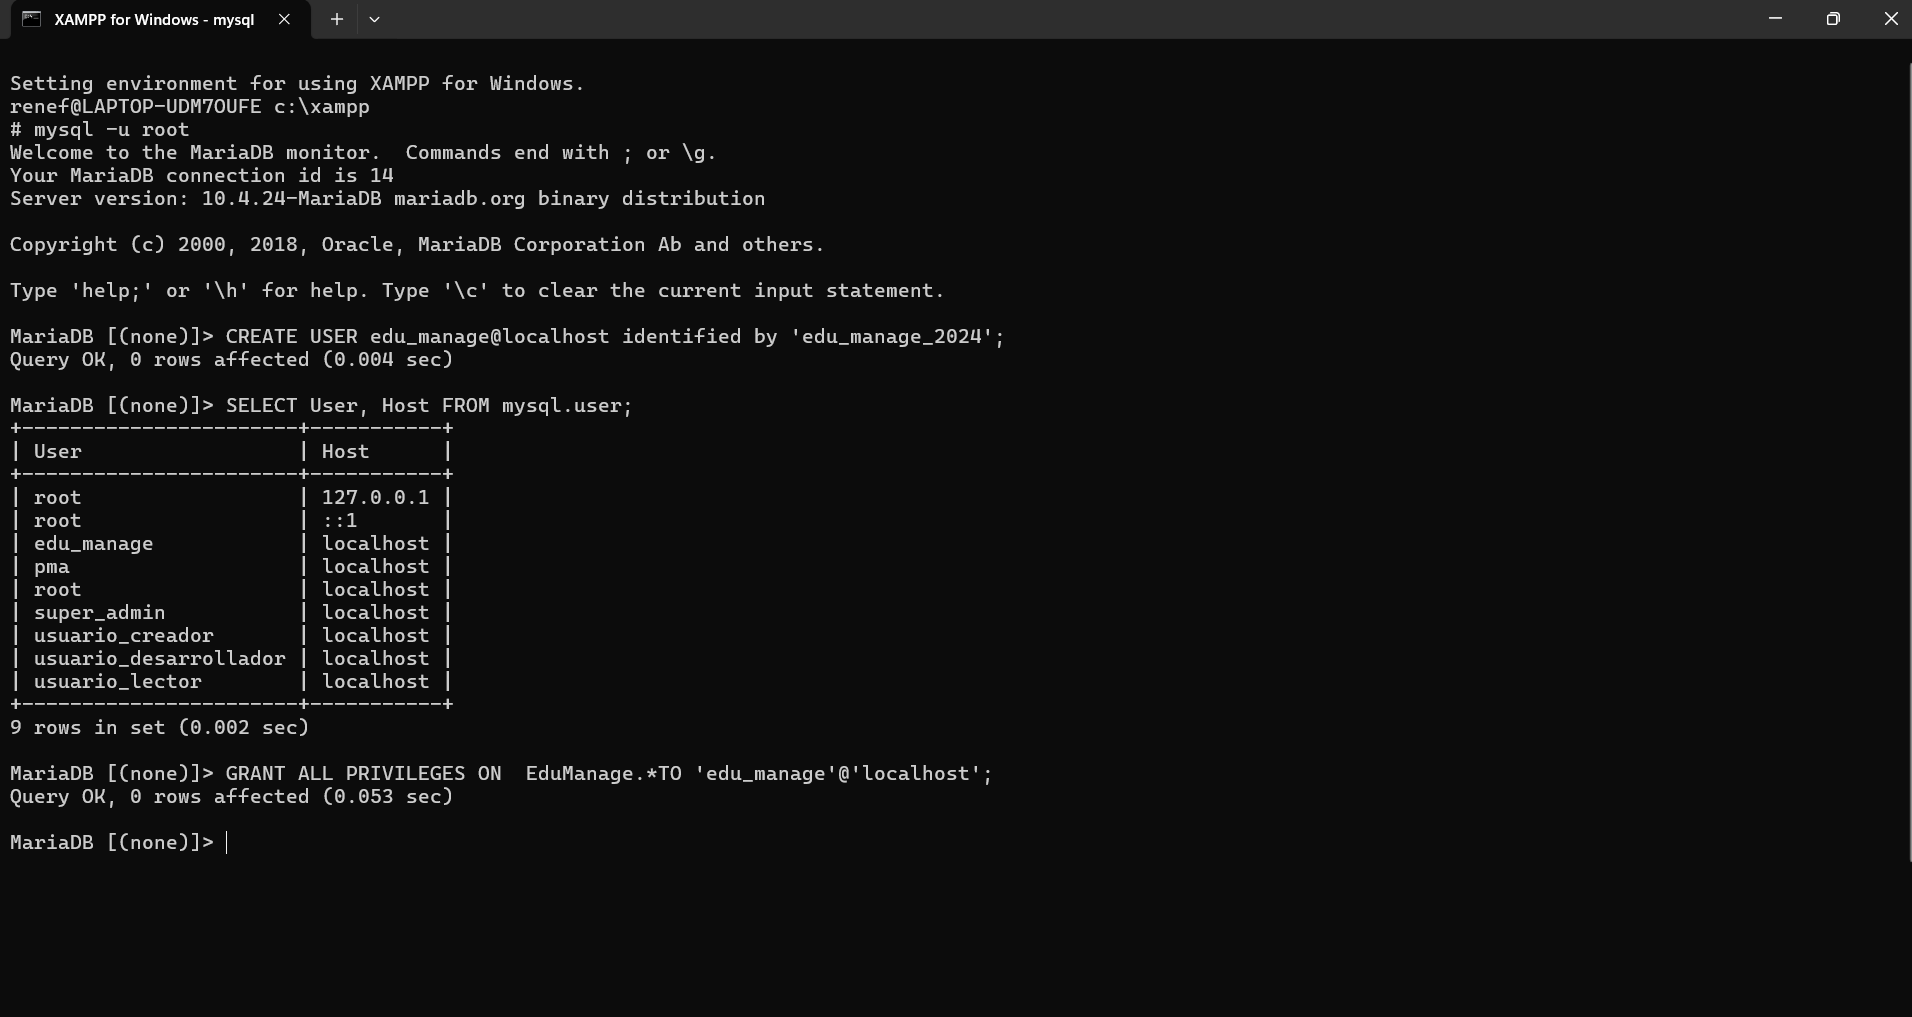 XAMPP for Windows - mysql
Setting environment for using XAMPP for Windows.
renef@LAPTOP-UDM7OUFE c:\xampp
# mysql -u root
Welcome to the MariaDB monitor.  Commands end with ; or \g.
Your MariaDB connection id is 14
Server version: 10.4.24-MariaDB mariadb.org binary distribution
Copyright (c) 2000, 2018, Oracle, MariaDB Corporation Ab and others.
Type 'help;' or '\h' for help. Type '\c' to clear the current input statement.
MariaDB [(none)]> CREATE USER edu_manage@localhost identified by 'edu_manage_2024';
Query OK, 0 rows affected (0.004 sec)
MariaDB [(none)]> SELECT User, Host FROM mysql.user;
+-----------------------+-----------+
| User                  | Host      |
+-----------------------+-----------+
| root                  | 127.0.0.1 |
| root                  | ::1       |
| edu_manage            | localhost |
| pma                   | localhost |
| root                  | localhost |
| super_admin           | localhost |
| usuario_creador       | localhost |
| usuario_desarrollador | localhost |
| usuario_lector        | localhost |
+-----------------------+-----------+
9 rows in set (0.002 sec)
MariaDB [(none)]> GRANT ALL PRIVILEGES ON  EduManage.*TO 'edu_manage'@'localhost';
Query OK, 0 rows affected (0.053 sec)
MariaDB [(none)]>